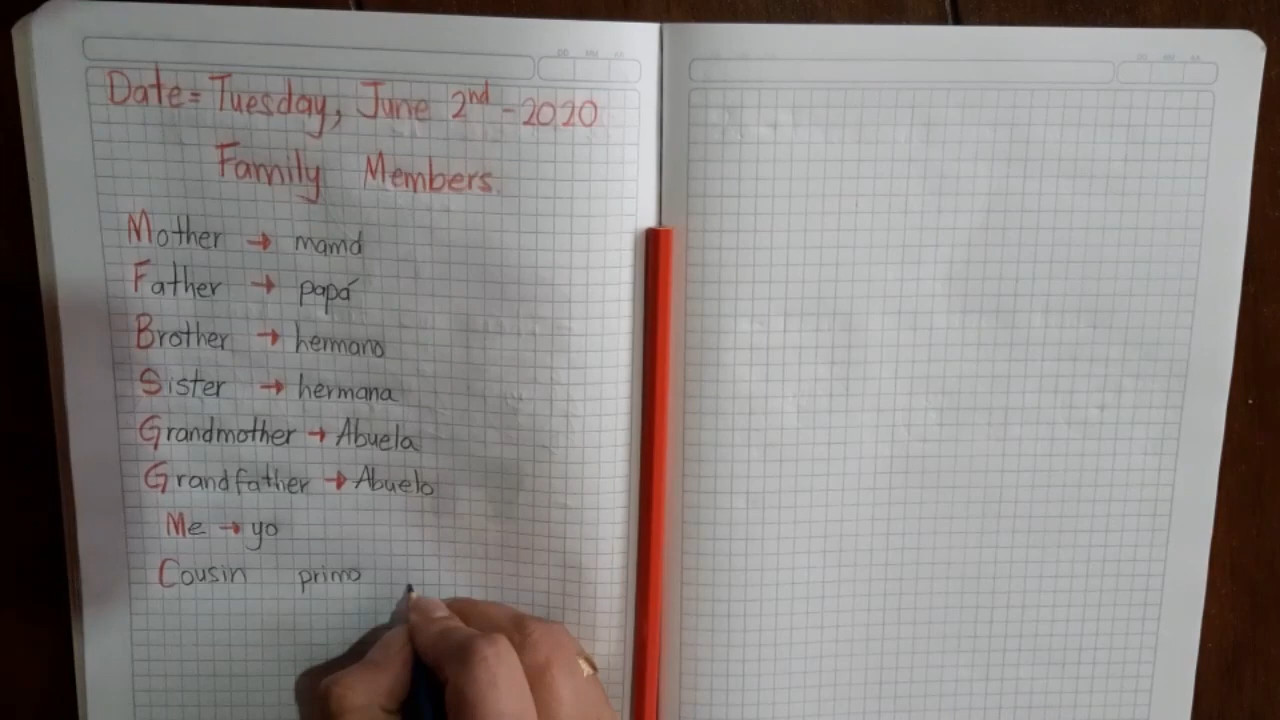 Date= Tuesday, June 2nd - 2020
Family Members.
Mother → mamá
Father → papá
Brother → hermano
Sister → hermana
Grandmother → Abuela
Grandfather → Abuelo
Me → yo
Cousin primo